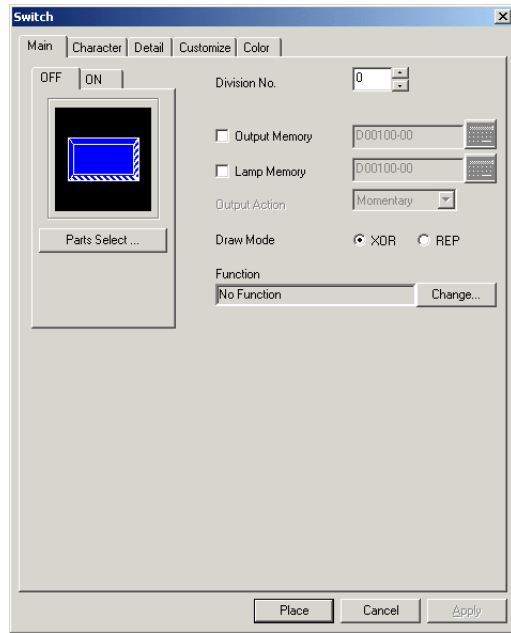 Switch
Main Character Detail Customize Color
OFF ON
Division No. 0
Output Memory D00100-00
Lamp Memory D00100-00
Output Action Momentary
Parts Select ...
Draw Mode XOR REP
Function
No Function Change...
Place Cancel Apply